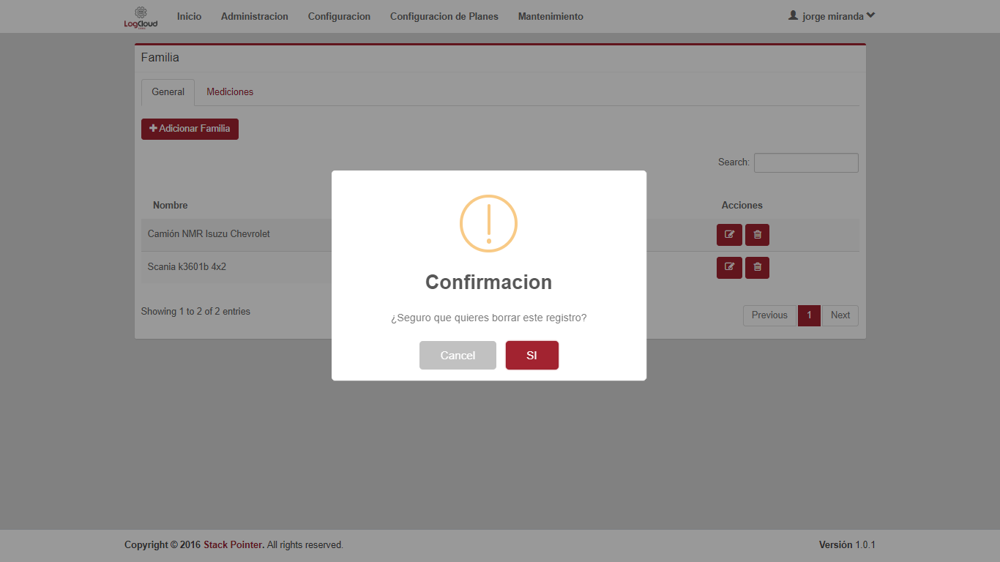 LogCloud
Inicio Administracion Configuracion Configuracion de Planes Mantenimiento jorge miranda
Familia
General Mediciones
Adicionar Familia
Search:
Nombre Acciones
Camión NMR Isuzu Chevrolet
Scania k3601b 4x2
Showing 1 to 2 of 2 entries
Previous 1 Next
Confirmacion
¿Seguro que quieres borrar este registro?
Cancel SI
Copyright © 2016 Stack Pointer. All rights reserved. Versión 1.0.1